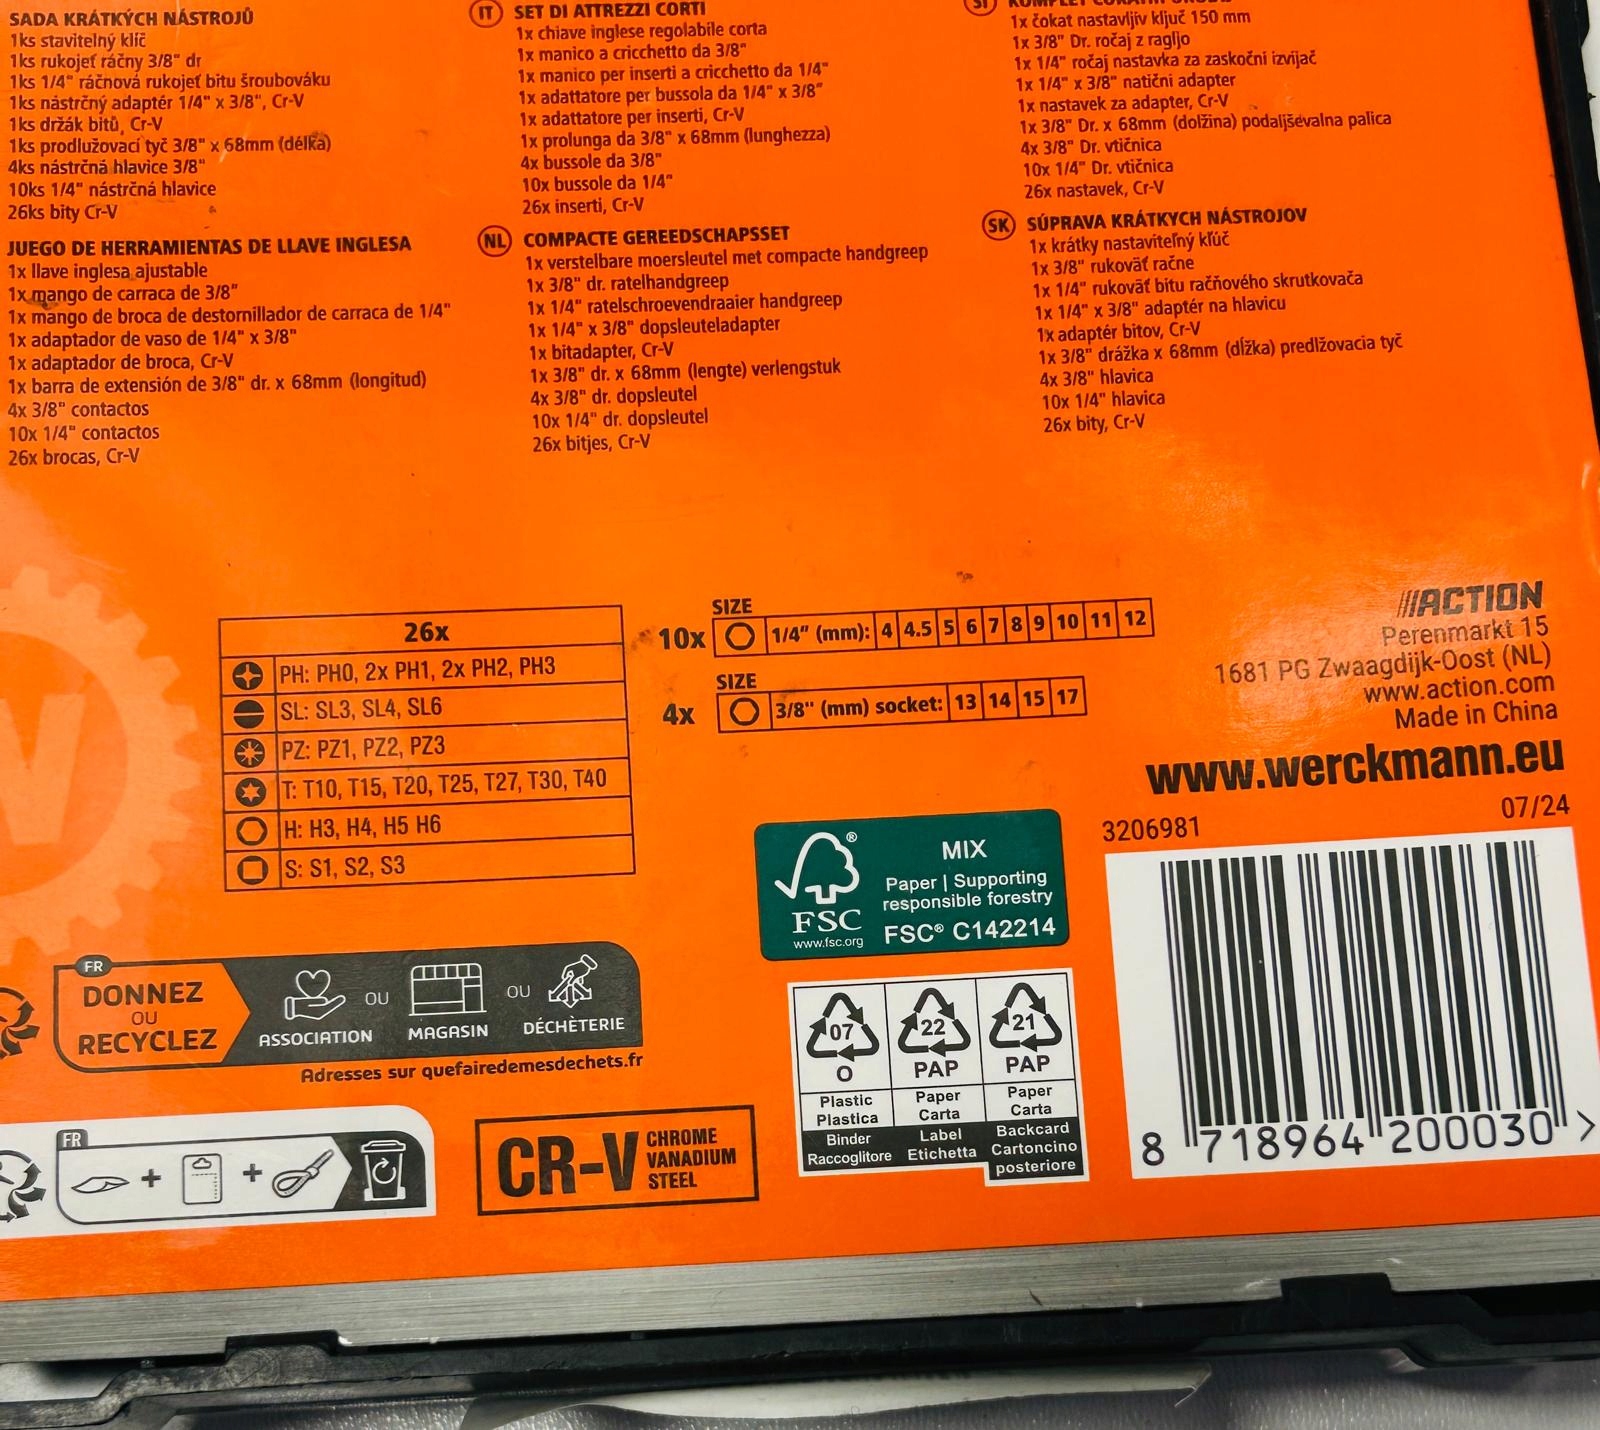 SADA KRÁTKÝCH NÁSTROJŮ
1ks stavitelný klíč
1ks rukojeť ráčny 3/8" dr
1ks 1/4" ráčnová rukojeť bitu šroubováku
1ks nástrčný adaptér 1/4" x 3/8", Cr-V
1ks držák bitů, Cr-V
1ks prodlužovací tyč 3/8" x 68mm (délka)
4ks nástrčná hlavice 3/8"
10ks 1/4" nástrčná hlavice
26ks bity Cr-V
JUEGO DE HERRAMIENTAS DE LLAVE INGLESA
1x llave inglesa ajustable
1x mango de carraca de 3/8"
1x mango de broca de destornillador de carraca de 1/4"
1x adaptador de vaso de 1/4" x 3/8"
1x adaptador de broca, Cr-V
1x barra de extensión de 3/8" dr. x 68mm (longitud)
4x 3/8" contactos
10x 1/4" contactos
26x brocas, Cr-V
IT SET DI ATTREZZI CORTI
1x chiave inglese regolabile corta
1x manico a cricchetto da 3/8"
1x manico per inserti a cricchetto da 1/4"
1x adattatore per bussola da 1/4" x 3/8"
1x adattatore per inserti, Cr-V
1x prolunga da 3/8" x 68mm (lunghezza)
4x bussole da 3/8"
10x bussole da 1/4"
26x inserti, Cr-V
NL COMPACTE GEREEDSCHAPSSET
1x verstelbare moersleutel met compacte handgreep
1x 3/8" dr. ratelhandgreep
1x 1/4" ratelschroevendraaier handgreep
1x 1/4" x 3/8" dopsleuteladapter
1x bitadapter, Cr-V
1x 3/8" dr. x 68mm (lengte) verlengstuk
4x 3/8" dr. dopsleutel
10x 1/4" dr. dopsleutel
26x bitjes, Cr-V
SI
1x čokat nastavljiv ključ 150 mm
1x 3/8" Dr. ročaj z ragljo
1x 1/4" ročaj nastavka za zaskočni izvijač
1x 1/4" x 3/8" natični adapter
1x nastavek za adapter, Cr-V
1x 3/8" Dr. x 68mm (dolžina) podaljševalna palica
4x 3/8" Dr. vtičnica
10x 1/4" Dr. vtičnica
26x nastavek, Cr-V
SK SÚPRAVA KRÁTKYCH NÁSTROJOV
1x krátky nastaviteľný kľúč
1x 3/8" rukoväť račne
1x 1/4" rukoväť bitu račňového skrutkovača
1x 1/4" x 3/8" adaptér na hlavicu
1x adaptér bitov, Cr-V
1x 3/8" drážka x 68mm (dĺžka) predlžovacia tyč
4x 3/8" hlavica
10x 1/4" hlavica
26x bity, Cr-V
26x
PH: PH0, 2x PH1, 2x PH2, PH3
SL: SL3, SL4, SL6
PZ: PZ1, PZ2, PZ3
T: T10, T15, T20, T25, T27, T30, T40
H: H3, H4, H5 H6
S: S1, S2, S3
SIZE
10x 1/4" (mm): 4 4.5 5 6 7 8 9 10 11 12
SIZE
4x 3/8" (mm) socket: 13 14 15 17
///ACTION
Perenmarkt 15
1681 PG Zwaagdijk-Oost (NL)
www.action.com
Made in China
www.werckmann.eu
07/24
3206981
8 718964 200030 >
FSC
www.fsc.org
MIX
Paper | Supporting
responsible forestry
FSC® C142214
FR
DONNEZ
OU
RECYCLEZ
ASSOCIATION OU MAGASIN OU DÉCHÈTERIE
Adresses sur quefairedemesdechets.fr
07 22 21
O PAP PAP
Plastic
Plastica
Binder
Raccoglitore
Paper
Carta
Label
Etichetta
Paper
Carta
Backcard
Cartoncino
posteriore
FR
+ +
CR-V CHROME
VANADIUM
STEEL